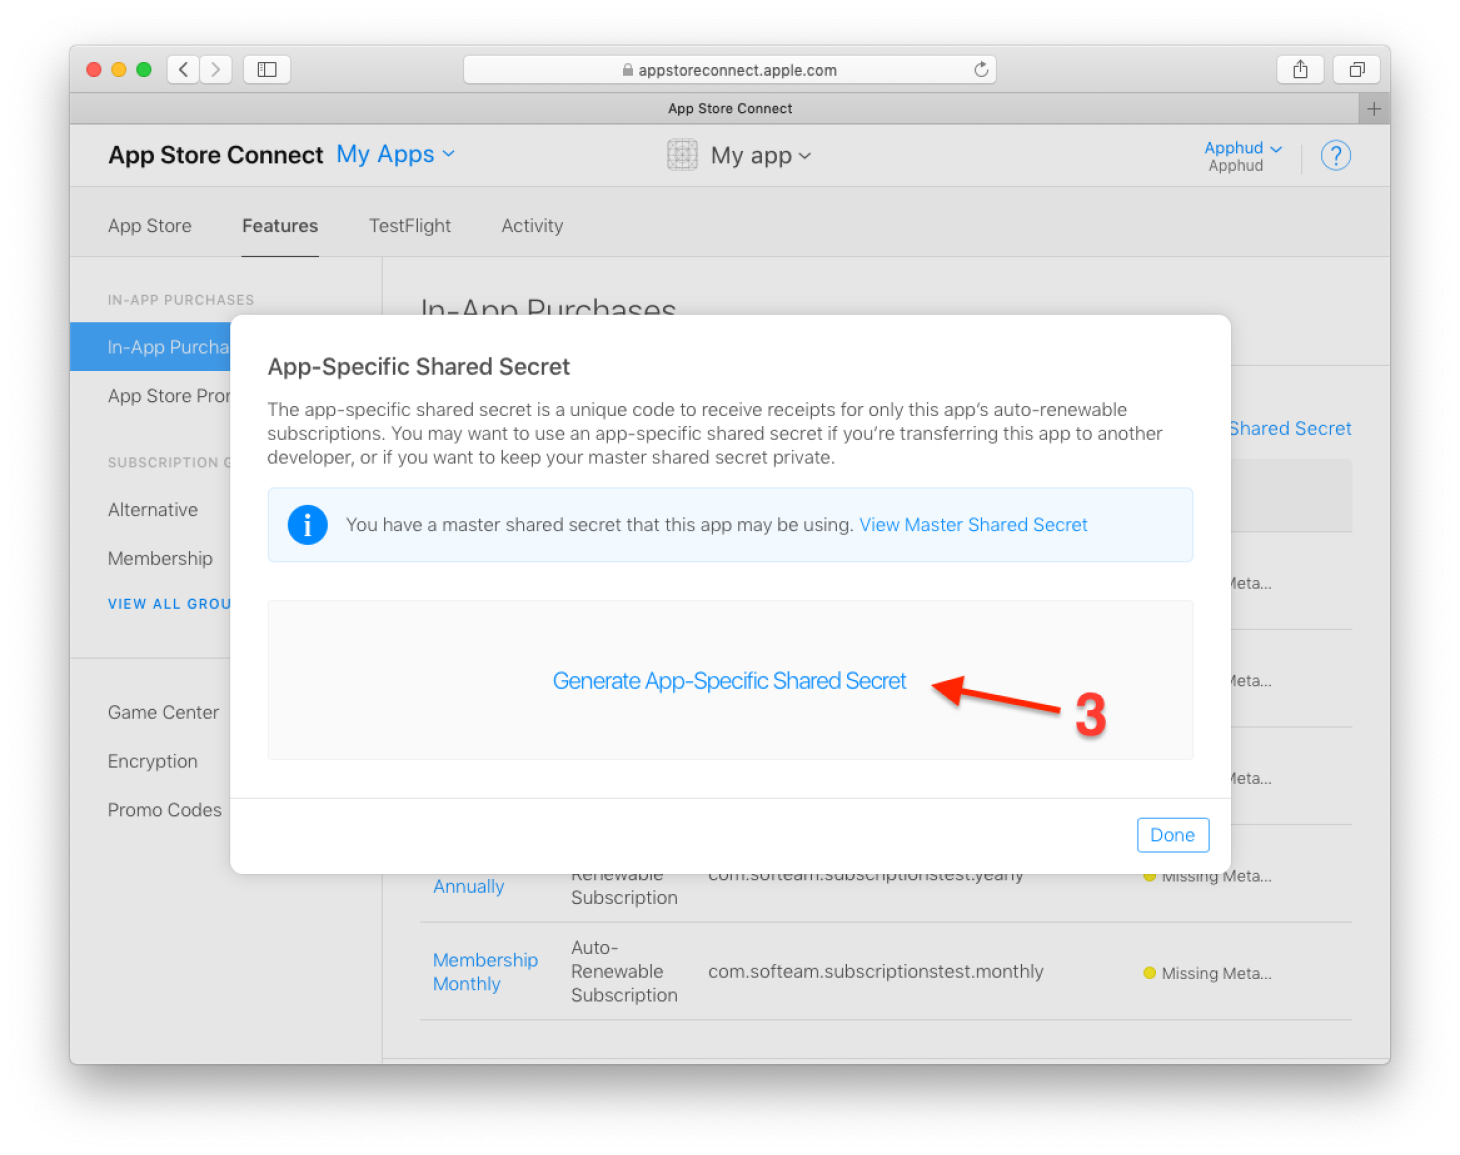 appstoreconnect.apple.com
App Store Connect
App Store Connect My Apps
My app
Apphud
Apphud
?
App Store Features TestFlight Activity
IN-APP PURCHASES
In-App Purcha
App Store Pror
SUBSCRIPTION G
Alternative
Membership
VIEW ALL GROU
Game Center
Encryption
Promo Codes
In-App Purchases
Shared Secret
App-Specific Shared Secret
The app-specific shared secret is a unique code to receive receipts for only this app's auto-renewable
subscriptions. You may want to use an app-specific shared secret if you're transferring this app to another
developer, or if you want to keep your master shared secret private.
i You have a master shared secret that this app may be using. View Master Shared Secret
Generate App-Specific Shared Secret
3
Done
Meta...
Meta...
Meta...
Annually
Renewable
Subscription
com.softeam.subscriptionstest.yearly
Missing Meta...
Membership
Monthly
Auto-
Renewable
Subscription
com.softeam.subscriptionstest.monthly
Missing Meta...